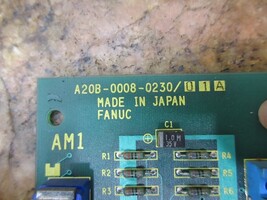 A20B-0008-0230/01A
MADE IN JAPAN
FANUC
C1
AM1
R1 R4
R2 R5
R3 R6